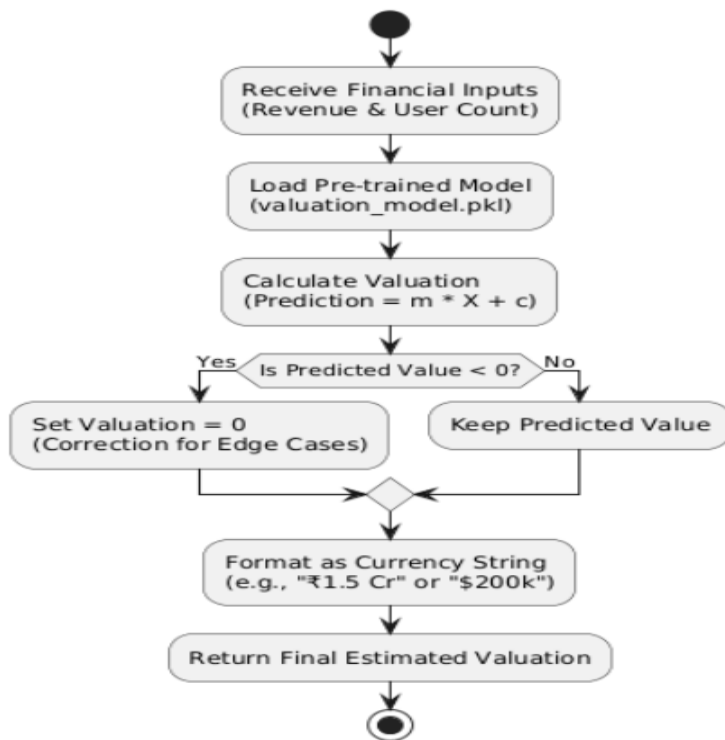 Receive Financial Inputs
(Revenue & User Count)
Load Pre-trained Model
(valuation_model.pkl)
Calculate Valuation
(Prediction = m * X + c)
Is Predicted Value < 0?
Yes
No
Set Valuation = 0
(Correction for Edge Cases)
Keep Predicted Value
Format as Currency String
(e.g., "₹1.5 Cr" or "$200k")
Return Final Estimated Valuation